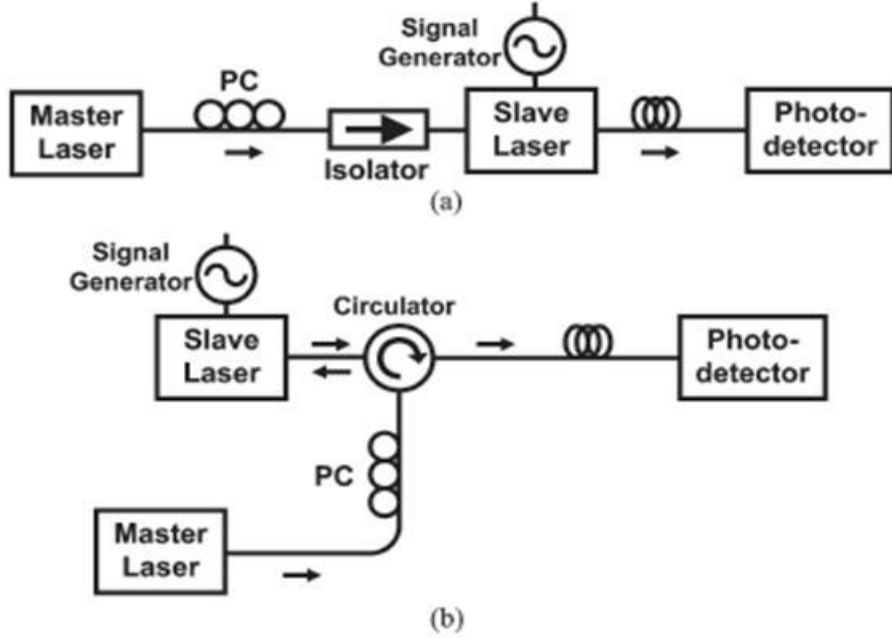 Signal
Generator
PC
Master
Laser
Isolator
Slave
Laser
Photo-
detector
(a)
Signal
Generator
Circulator
Slave
Laser
Photo-
detector
PC
Master
Laser
(b)